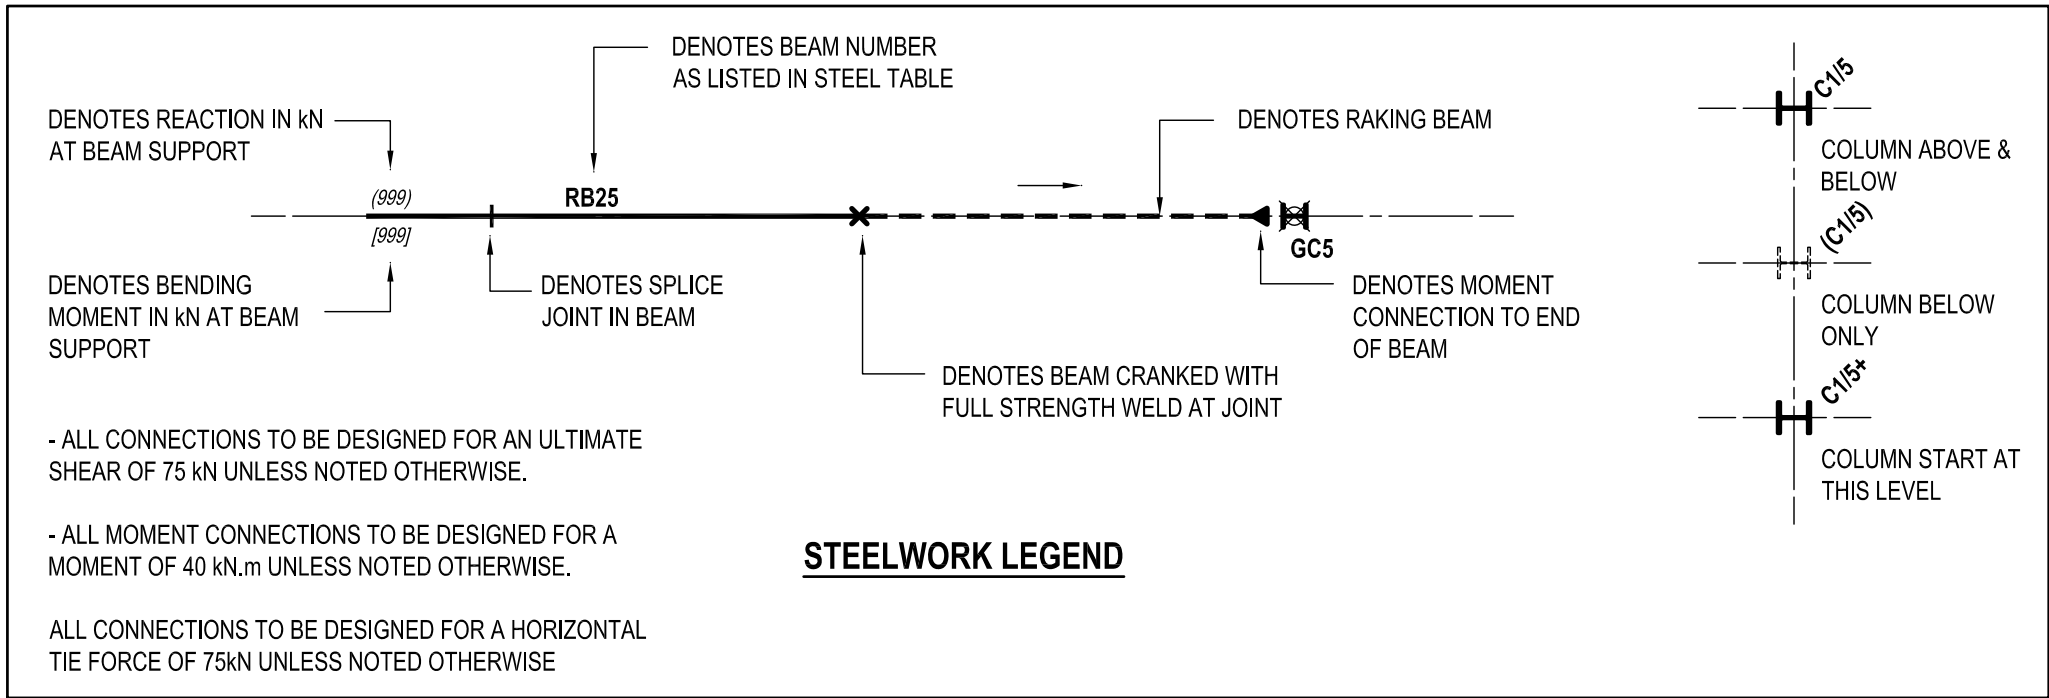 DENOTES BEAM NUMBER
AS LISTED IN STEEL TABLE
DENOTES REACTION IN kN
AT BEAM SUPPORT
DENOTES RAKING BEAM
(999)
RB25
[999]
GC5
DENOTES BENDING
MOMENT IN kN AT BEAM
SUPPORT
DENOTES SPLICE
JOINT IN BEAM
DENOTES MOMENT
CONNECTION TO END
OF BEAM
DENOTES BEAM CRANKED WITH
FULL STRENGTH WELD AT JOINT
- ALL CONNECTIONS TO BE DESIGNED FOR AN ULTIMATE
SHEAR OF 75 kN UNLESS NOTED OTHERWISE.
- ALL MOMENT CONNECTIONS TO BE DESIGNED FOR A
MOMENT OF 40 kN.m UNLESS NOTED OTHERWISE.
ALL CONNECTIONS TO BE DESIGNED FOR A HORIZONTAL
TIE FORCE OF 75kN UNLESS NOTED OTHERWISE
STEELWORK LEGEND
C1/5
COLUMN ABOVE &
BELOW
(C1/5)
COLUMN BELOW
ONLY
C1/5+
COLUMN START AT
THIS LEVEL